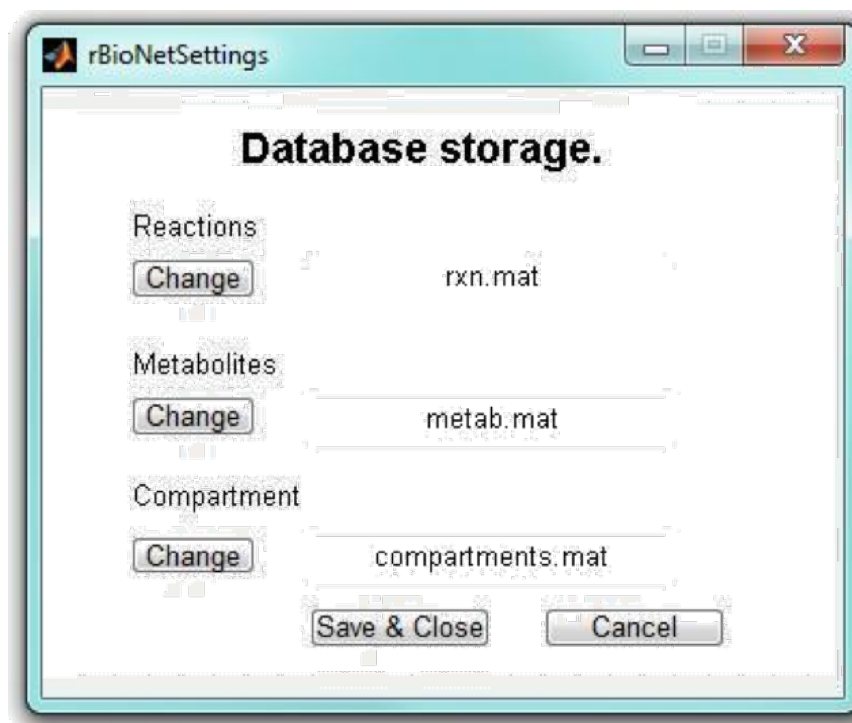 rBioNetSettings
Database storage.
Reactions
Change rxn.mat
Metabolites
Change metab.mat
Compartment
Change compartments.mat
Save & Close Cancel